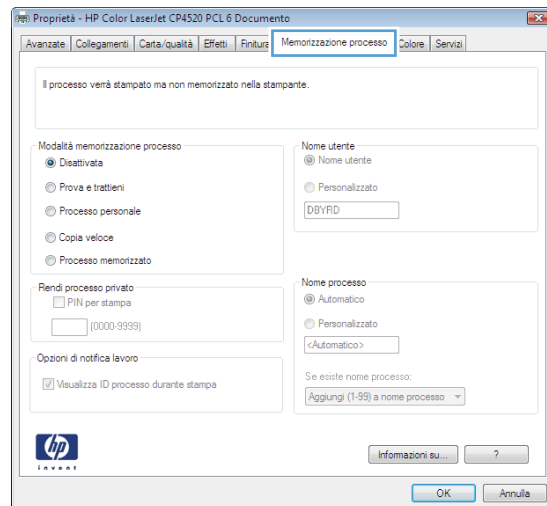 Proprietà - HP Color LaserJet CP4520 PCL 6 Documento
Avanzate Collegamenti Carta/qualità Effetti Finitura Memorizzazione processo Colore Servizi
Il processo verrà stampato ma non memorizzato nella stampante.
Modalità memorizzazione processo
Disattivata
Prova e trattieni
Processo personale
Copia veloce
Processo memorizzato
Nome utente
Nome utente
Personalizzato
DBYRD
Rendi processo privato
PIN per stampa
(0000-9999)
Nome processo
Automatico
Personalizzato
<Automatico>
Opzioni di notifica lavoro
Visualizza ID processo durante stampa
Se esiste nome processo:
Aggiungi (1-99) a nome processo
hp
invent
Informazioni su... ?
OK Annulla